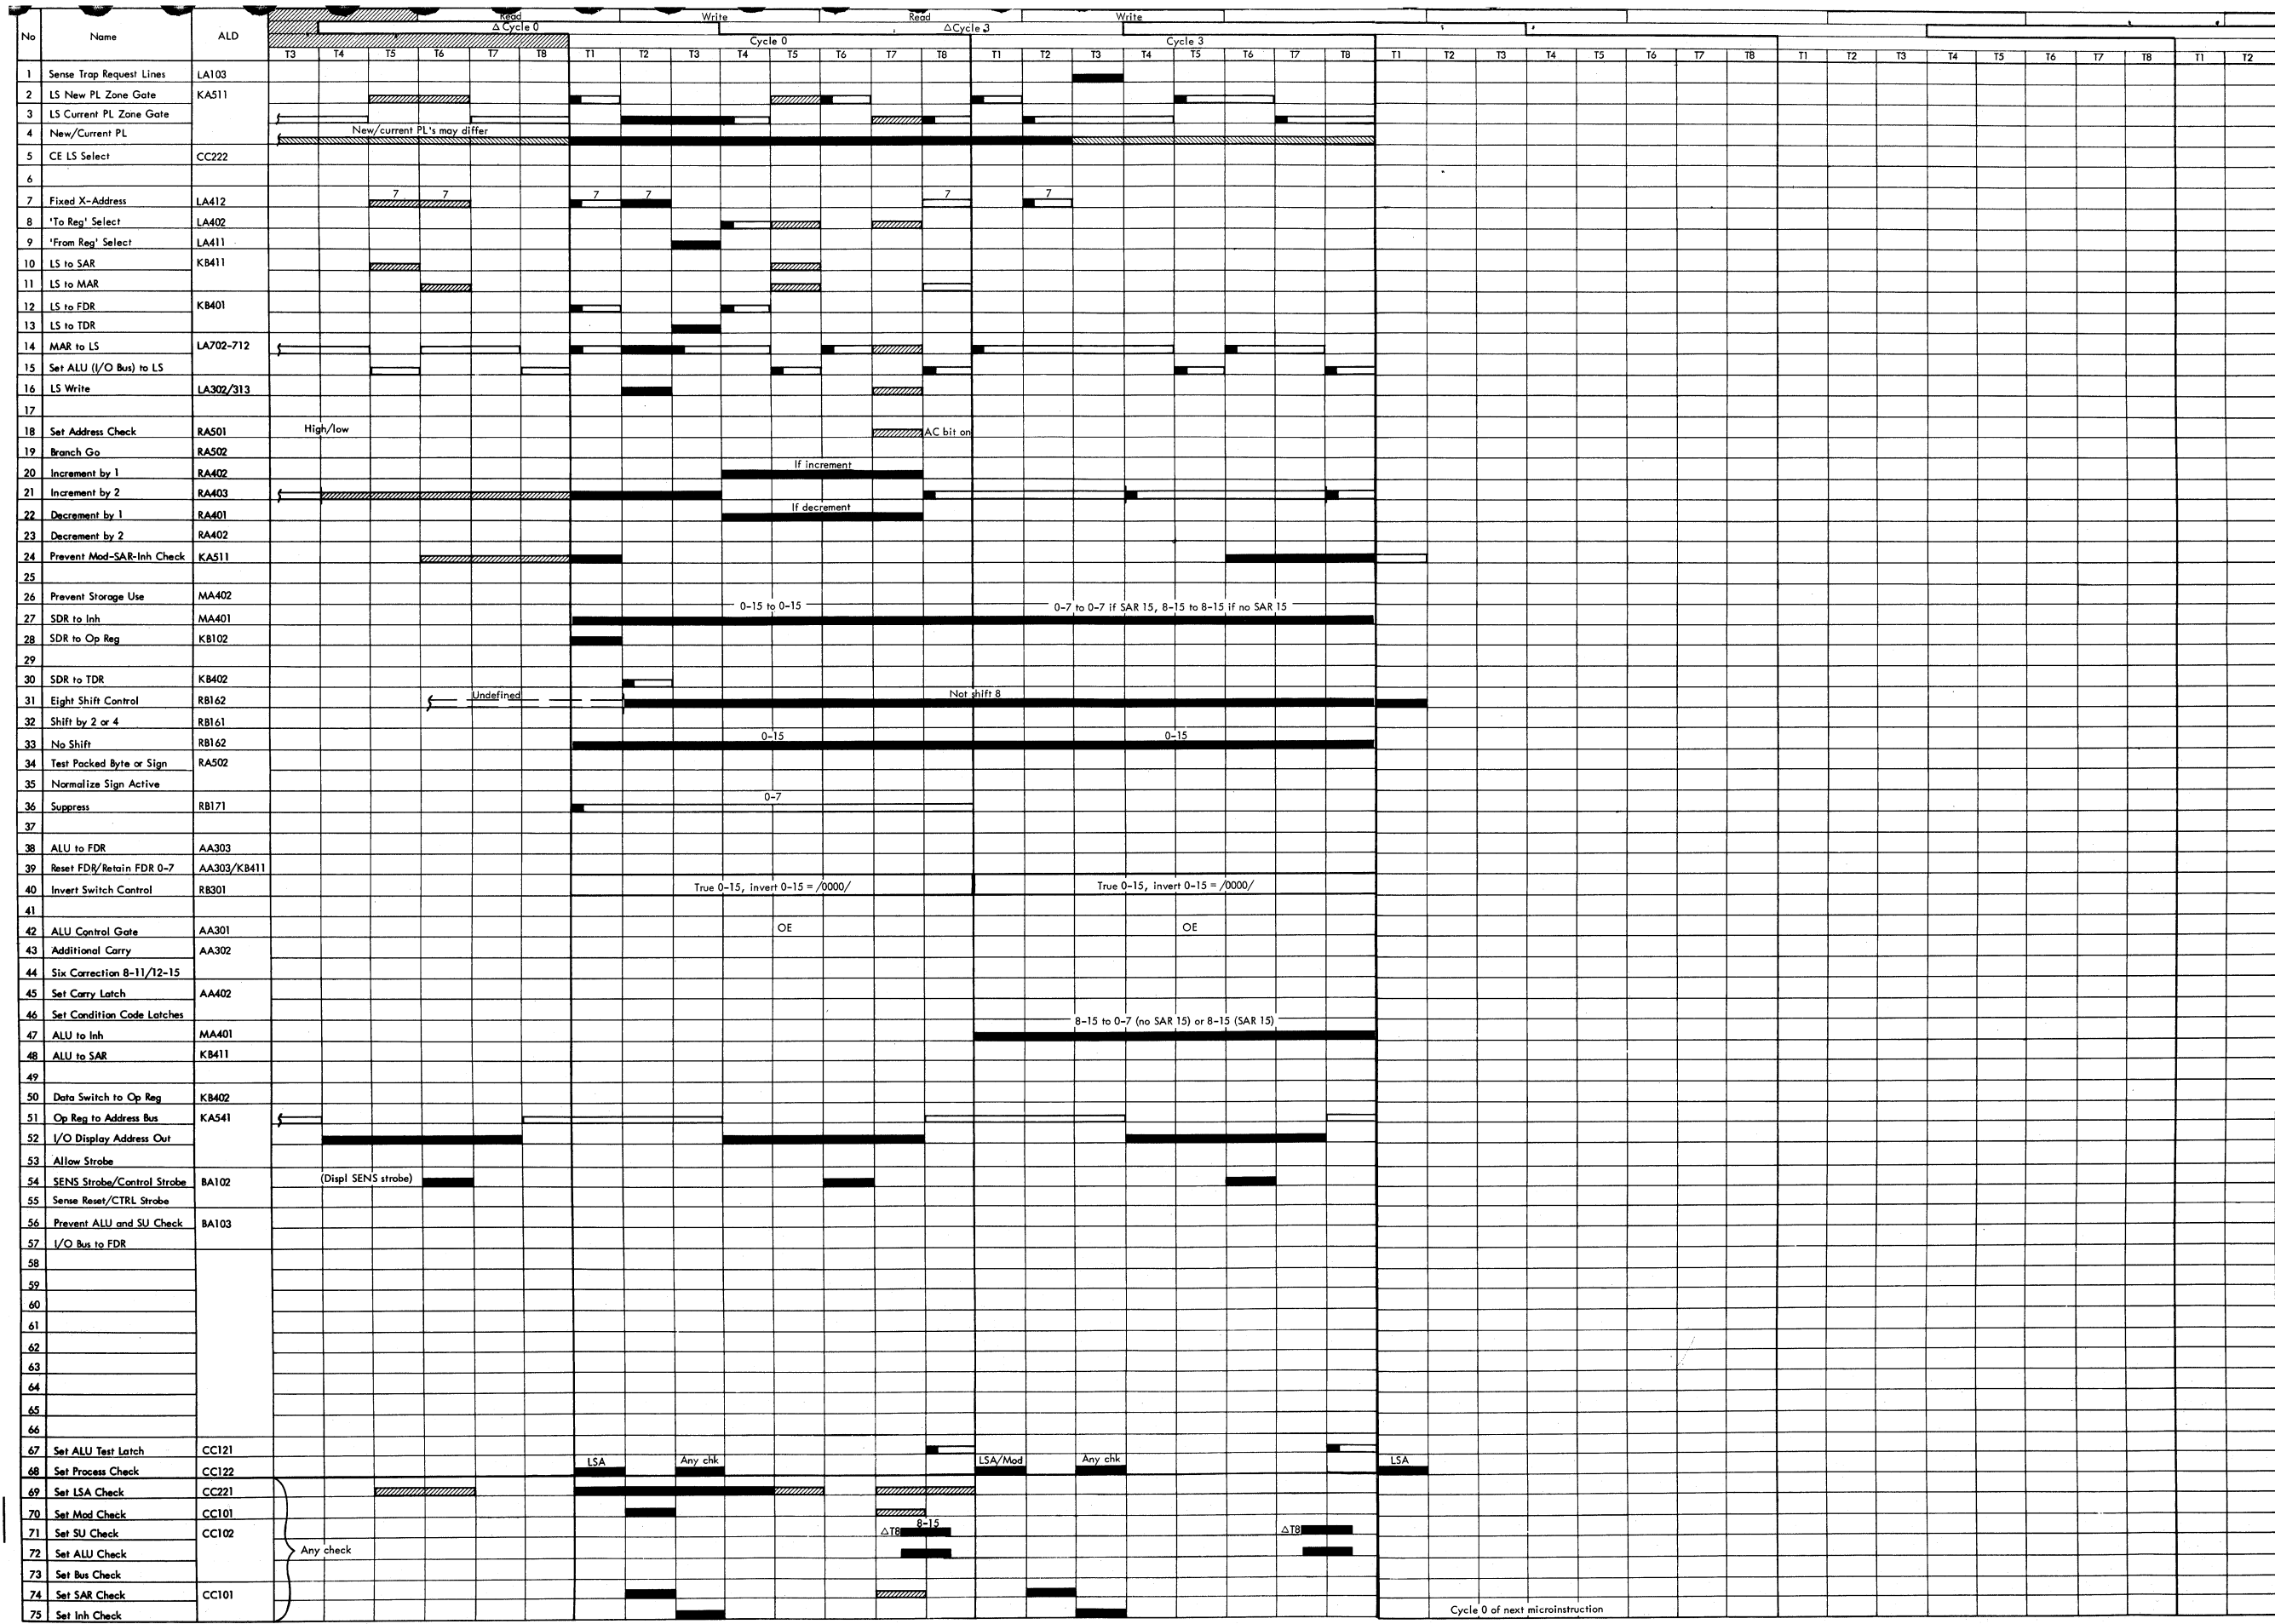 Read Write Read Write
Δ Cycle 0 ΔCycle 3
No Name ALD Cycle 0 Cycle 3
T3 T4 T5 T6 T7 T8 T1 T2 T3 T4 T5 T6 T7 T8 T1 T2 T3 T4 T5 T6 T7 T8 T1 T2 T3 T4 T5 T6 T7 T8 T1 T2 T3 T4 T5 T6 T7 T8 T1 T2
1 Sense Trap Request Lines LA103
2 LS New PL Zone Gate KA511
3 LS Current PL Zone Gate
4 New/Current PL New/current PL's may differ
5 CE LS Select CC222
6
7 Fixed X-Address LA412 7 7 7 7 7 7
8 'To Reg' Select LA402
9 'From Reg' Select LA411
10 LS to SAR KB411
11 LS to MAR
12 LS to FDR KB401
13 LS to TDR
14 MAR to LS LA702-712
15 Set ALU (I/O Bus) to LS
16 LS Write LA302/313
17
18 Set Address Check RA501 High/low AC bit on
19 Branch Go RA502
20 Increment by 1 RA402 If increment
21 Increment by 2 RA403
22 Decrement by 1 RA401 If decrement
23 Decrement by 2 RA402
24 Prevent Mod-SAR-Inh Check KA511
25
26 Prevent Storage Use MA402
27 SDR to Inh MA401 0-15 to 0-15 0-7 to 0-7 if SAR 15, 8-15 to 8-15 if no SAR 15
28 SDR to Op Reg KB102
29
30 SDR to TDR KB402
31 Eight Shift Control RB162 Undefined Not shift 8
32 Shift by 2 or 4 RB161
33 No Shift RB162 0-15 0-15
34 Test Packed Byte or Sign RA502
35 Normalize Sign Active
36 Suppress RB171 0-7
37
38 ALU to FDR AA303
39 Reset FDR/Retain FDR 0-7 AA303/KB411
40 Invert Switch Control RB301 True 0-15, invert 0-15 = /0000/ True 0-15, invert 0-15 = /0000/
41
42 ALU Control Gate AA301 OE OE
43 Additional Carry AA302
44 Six Correction 8-11/12-15
45 Set Carry Latch AA402
46 Set Condition Code Latches
47 ALU to Inh MA401 8-15 to 0-7 (no SAR 15) or 8-15 (SAR 15)
48 ALU to SAR KB411
49
50 Data Switch to Op Reg KB402
51 Op Reg to Address Bus KA541
52 I/O Display Address Out
53 Allow Strobe
54 SENS Strobe/Control Strobe BA102 (Displ SENS strobe)
55 Sense Reset/CTRL Strobe
56 Prevent ALU and SU Check BA103
57 I/O Bus to FDR
58
59
60
61
62
63
64
65
66
67 Set ALU Test Latch CC121
68 Set Process Check CC122 LSA Any chk LSA/Mod Any chk LSA
69 Set LSA Check CC221
70 Set Mod Check CC101
71 Set SU Check CC102 ΔT8 8-15 ΔT8
72 Set ALU Check Any check
73 Set Bus Check
74 Set SAR Check CC101
75 Set Inh Check Cycle 0 of next microinstruction